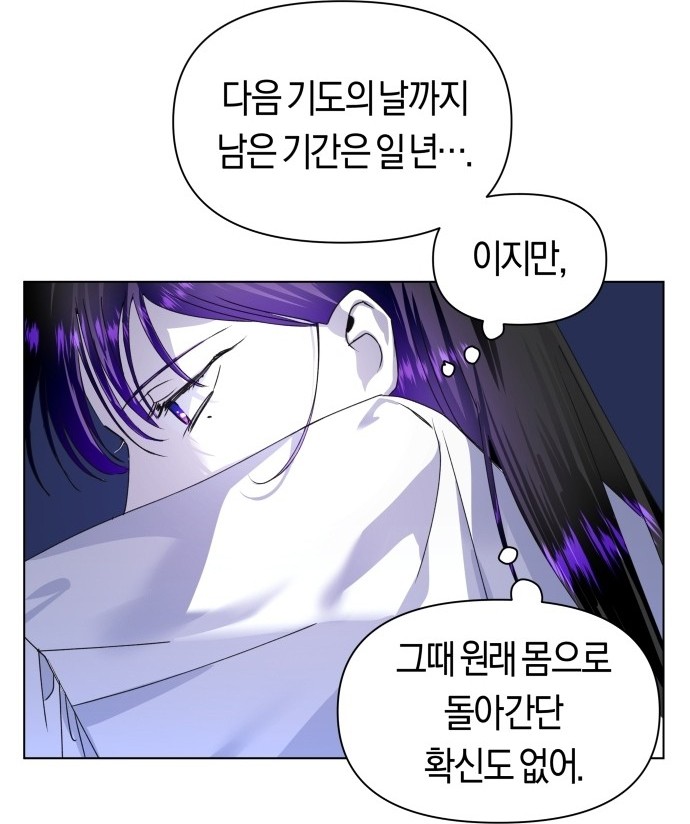 다음 기도의 날까지
남은 기간은 일 년….
이지만,
그때 원래 몸으로
돌아간단
확신도 없어.